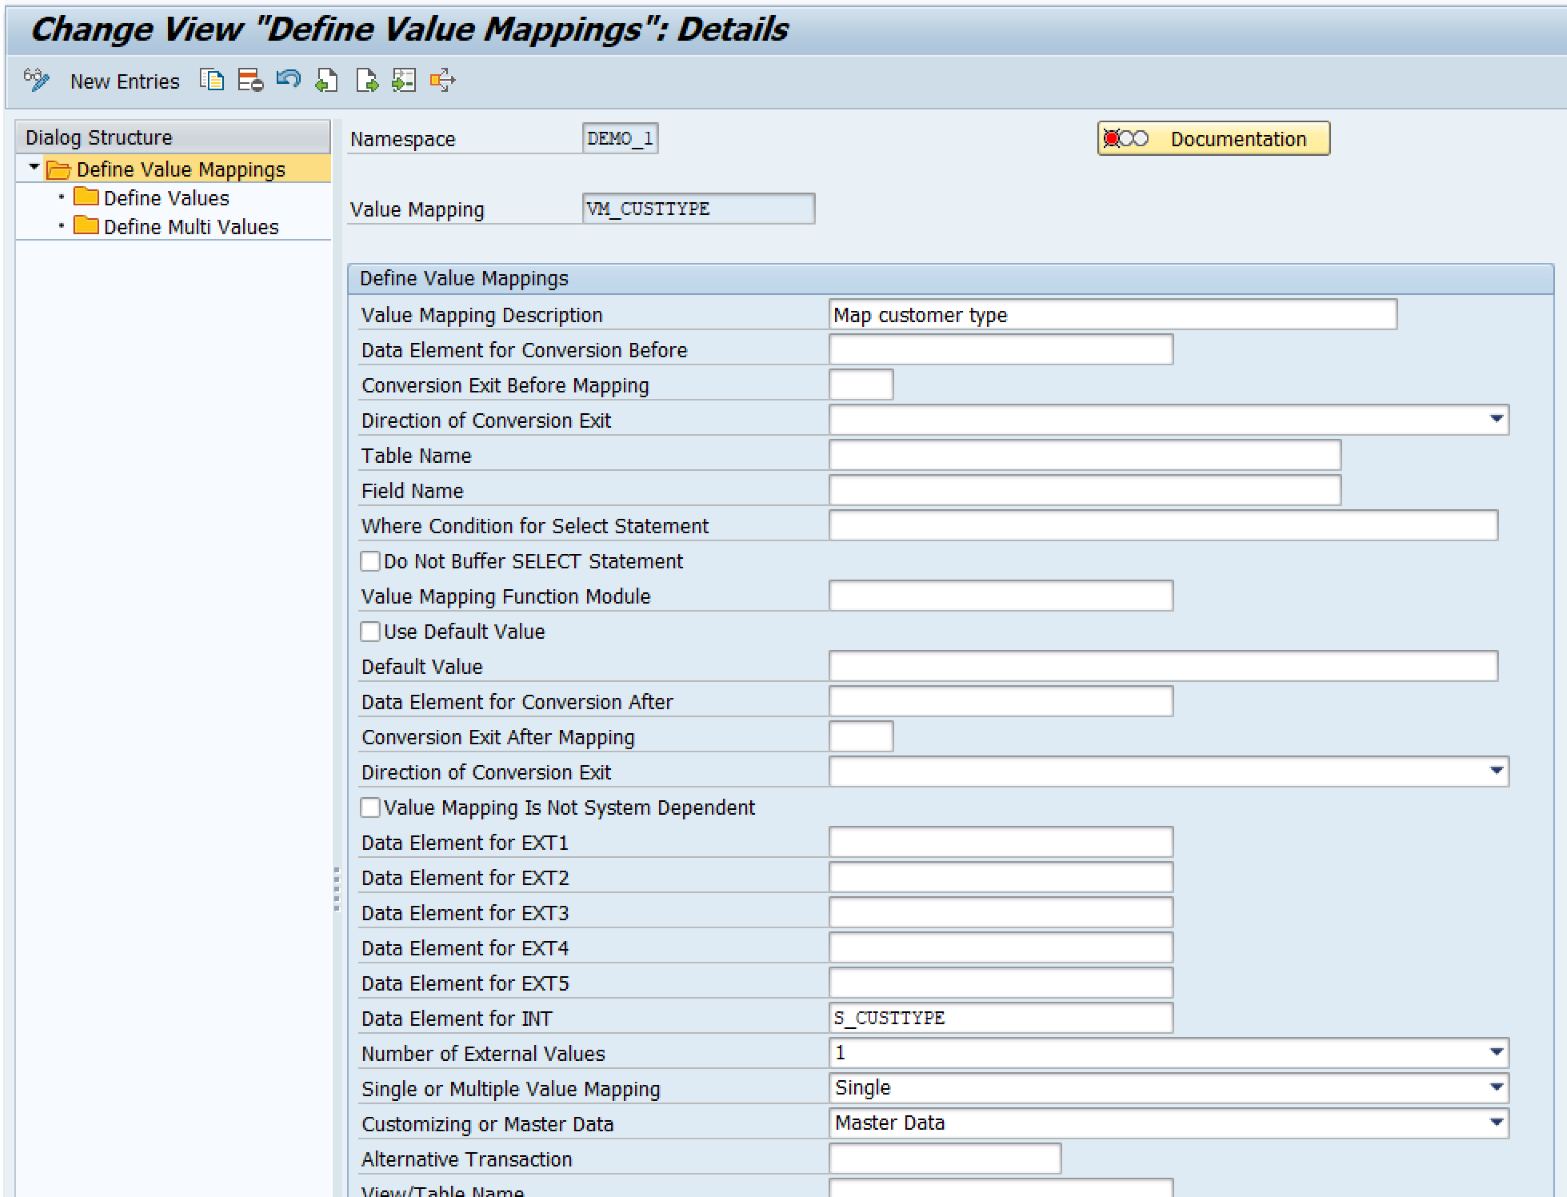 Change View "Define Value Mappings": Details
New Entries
Dialog Structure
Define Value Mappings
Define Values
Define Multi Values
Namespace DEMO_1 Documentation
Value Mapping VM_CUSTTYPE
Define Value Mappings
Value Mapping Description Map customer type
Data Element for Conversion Before
Conversion Exit Before Mapping
Direction of Conversion Exit
Table Name
Field Name
Where Condition for Select Statement
Do Not Buffer SELECT Statement
Value Mapping Function Module
Use Default Value
Default Value
Data Element for Conversion After
Conversion Exit After Mapping
Direction of Conversion Exit
Value Mapping Is Not System Dependent
Data Element for EXT1
Data Element for EXT2
Data Element for EXT3
Data Element for EXT4
Data Element for EXT5
Data Element for INT S_CUSTTYPE
Number of External Values 1
Single or Multiple Value Mapping Single
Customizing or Master Data Master Data
Alternative Transaction
View/Table Name